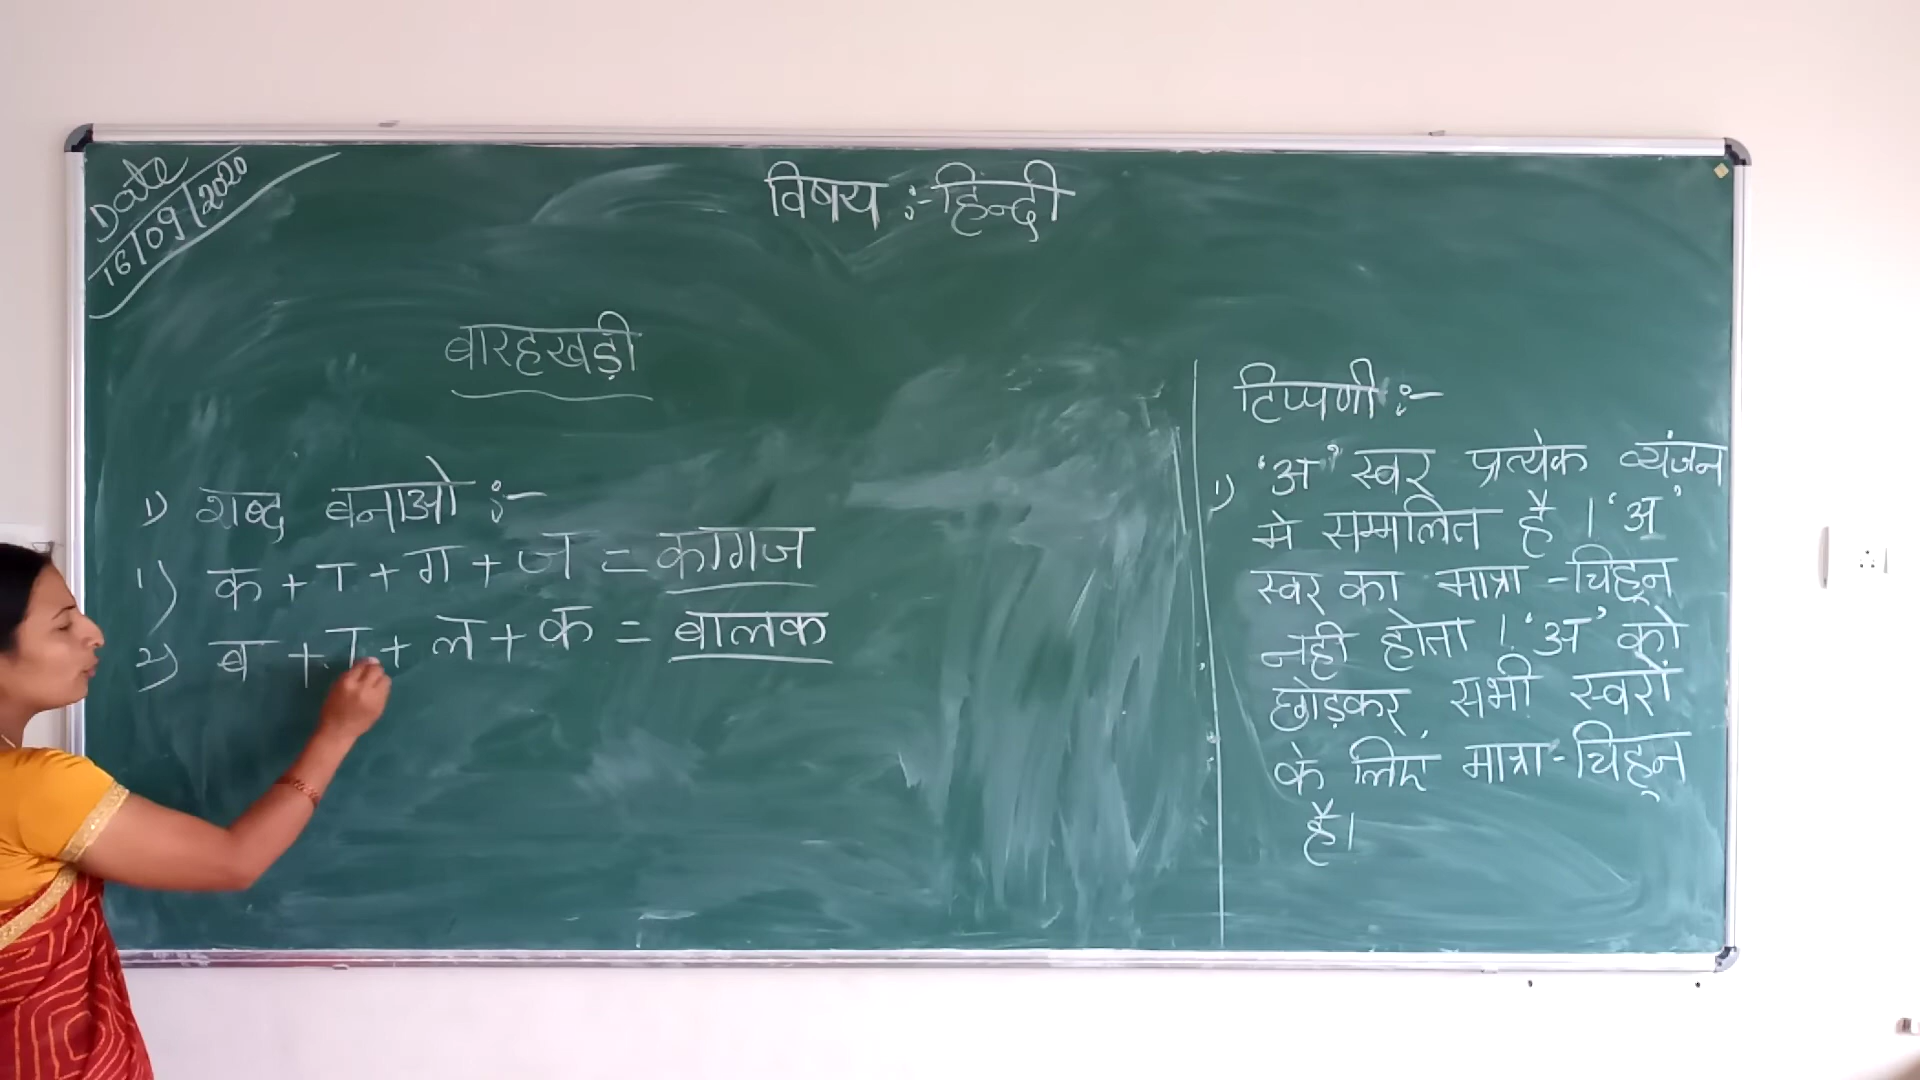 Date
16/09/2020
विषय :- हिन्दी
बारहखड़ी
1) शब्द बनाओ :-
1) क + ा + ग + ज = कागज
2) ब + ा + ल + क = बालक
टिप्पणी :-
1) 'अ' स्वर प्रत्येक व्यंजन
मे सम्मलित है । 'अ'
स्वर का मात्रा - चिह्न
नही होता । 'अ' को
छोड़कर सभी स्वरों
के लिए मात्रा - चिह्न
है।